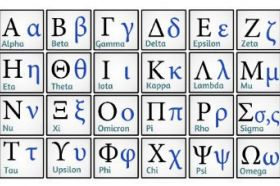 Α α Β β Γ γ Δ δ Ε ε Ζ ζ
Alpha Beta Gamma Delta Epsilon Zeta
Η η Θ θ Ι ι Κ κ Λ λ Μ μ
Eta Theta Iota Kappa Lambda Mu
Ν ν Ξ ξ Ο ο Π π Ρ ρ Σ σ,ς
Nu Xi Omicron Pi Rho Sigma
Τ τ Υ υ Φ φ Χ χ Ψ ψ Ω ω
Tau Upsilon Phi Chi Psi Omega